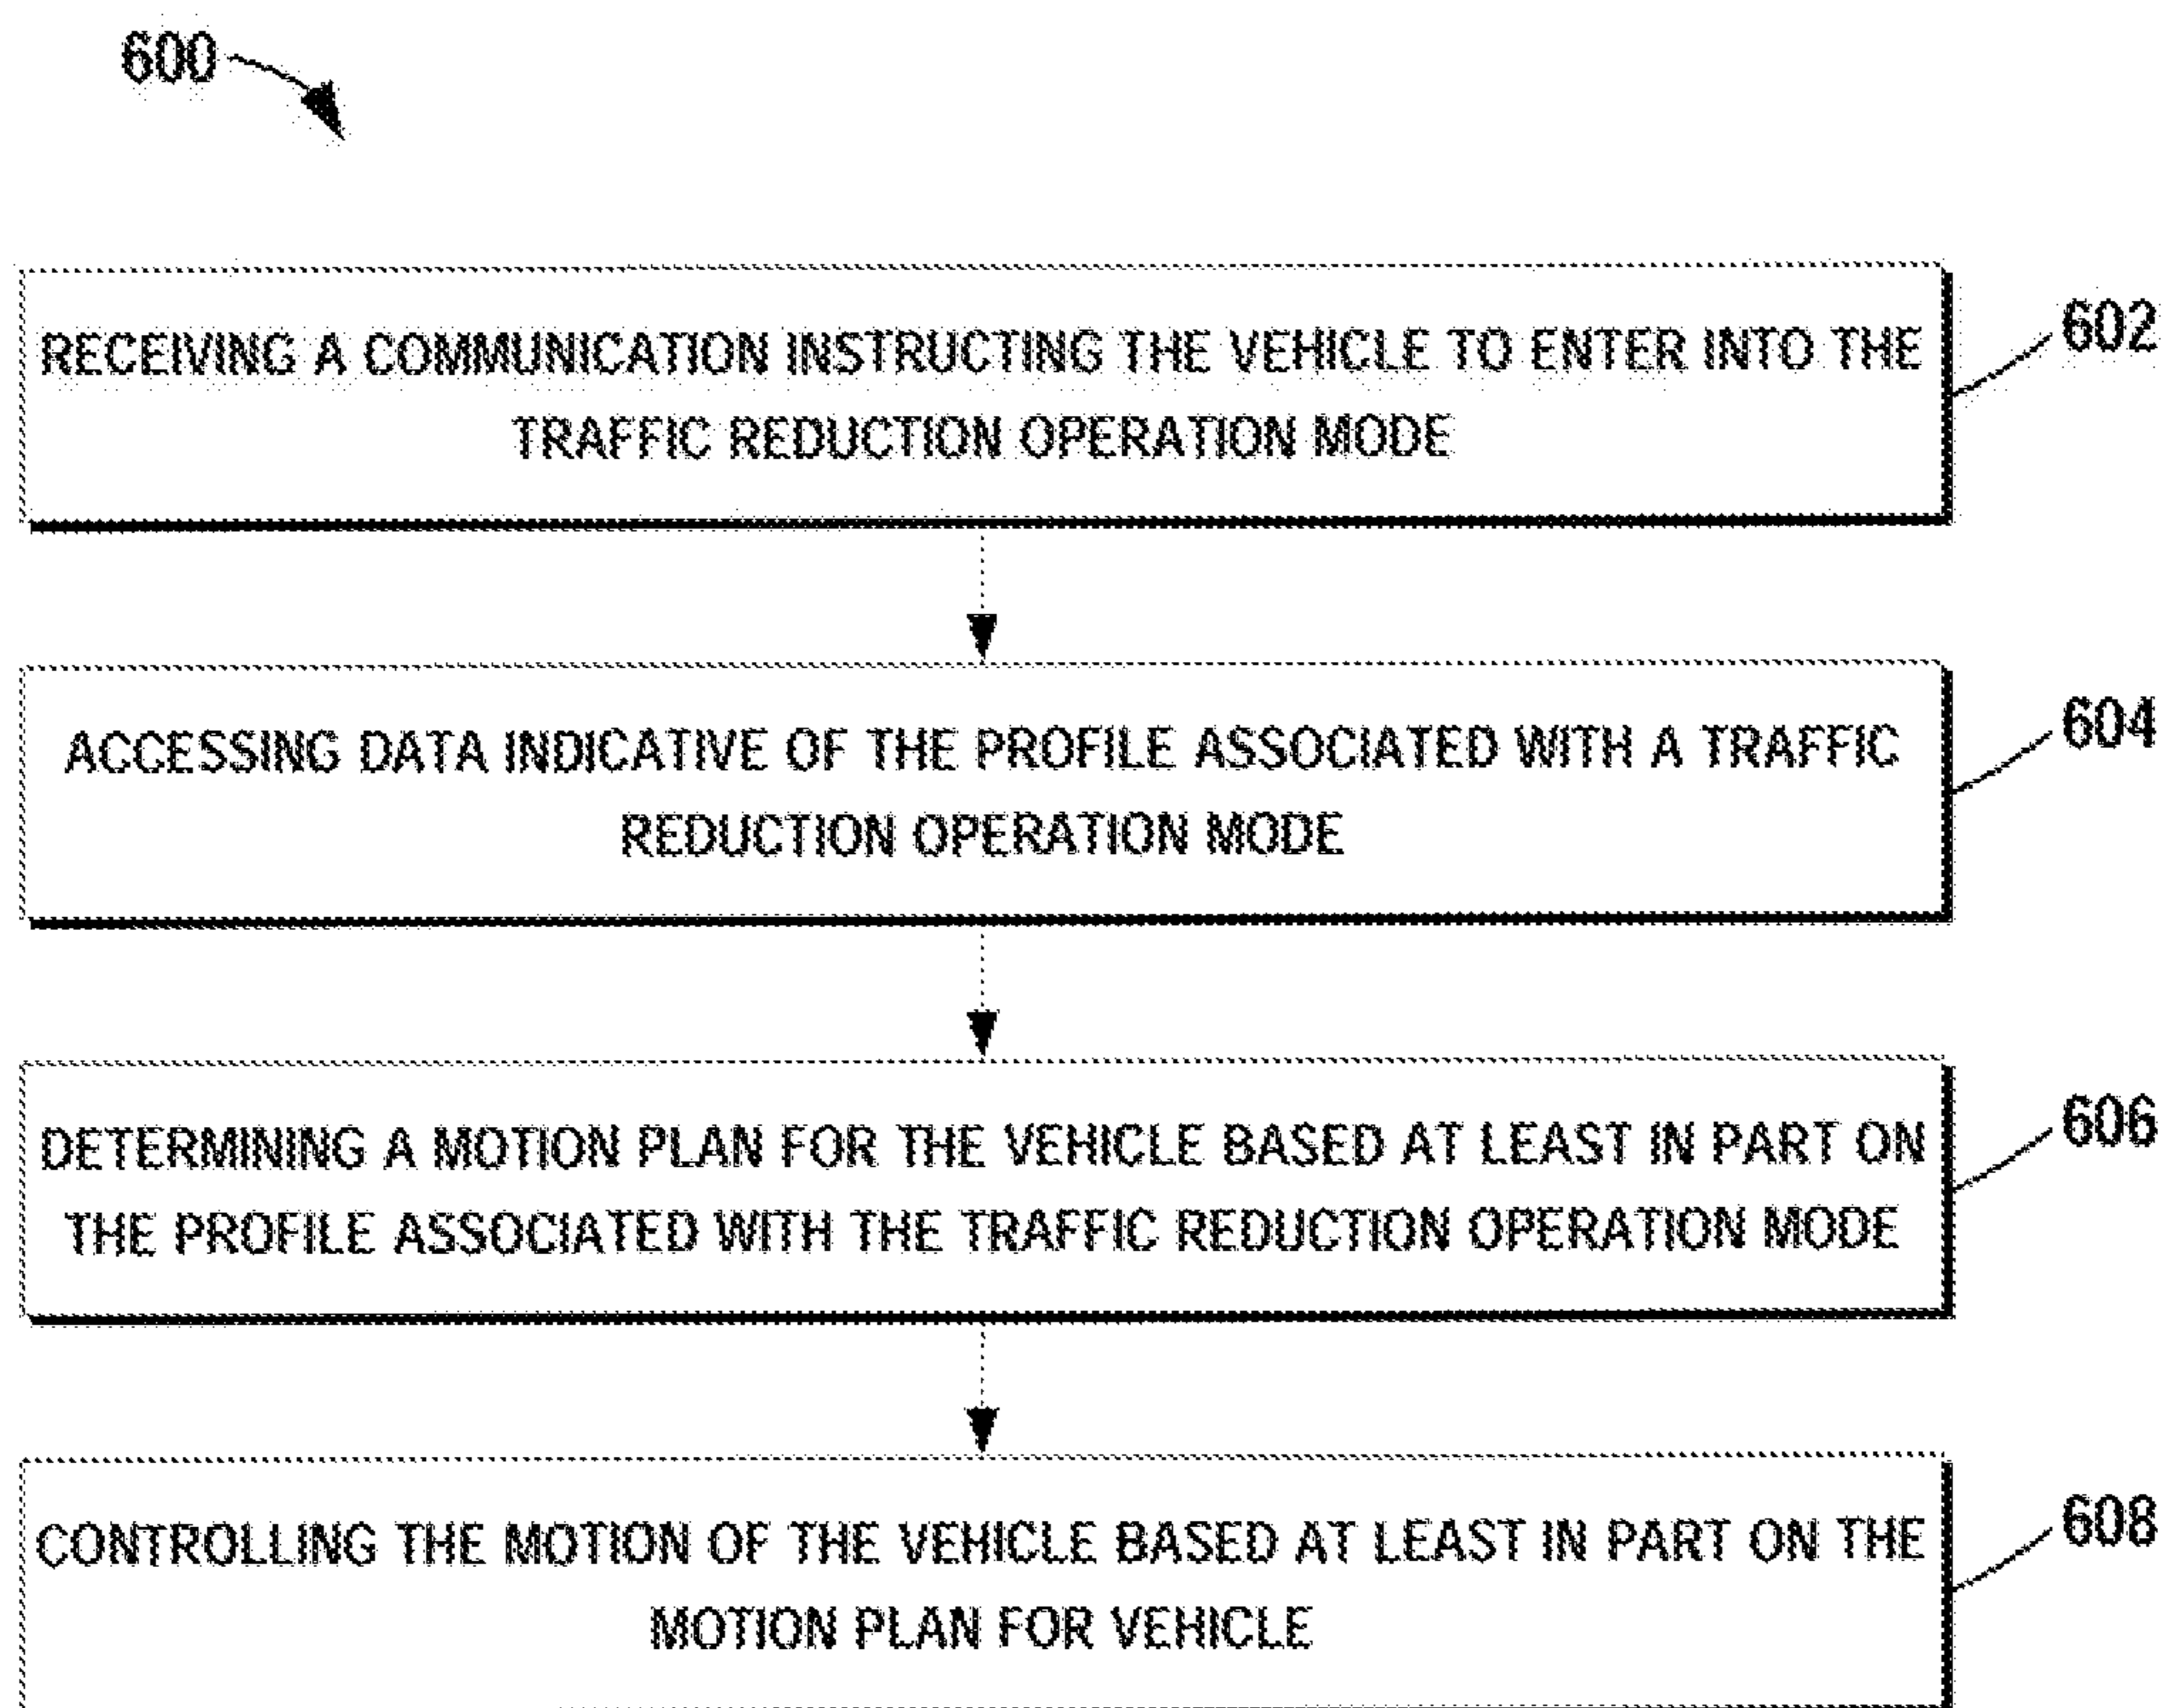 600
RECEIVING A COMMUNICATION INSTRUCTING THE VEHICLE TO ENTER INTO THE
TRAFFIC REDUCTION OPERATION MODE
602
ACCESSING DATA INDICATIVE OF THE PROFILE ASSOCIATED WITH A TRAFFIC
REDUCTION OPERATION MODE
604
DETERMINING A MOTION PLAN FOR THE VEHICLE BASED AT LEAST IN PART ON
THE PROFILE ASSOCIATED WITH THE TRAFFIC REDUCTION OPERATION MODE
606
CONTROLLING THE MOTION OF THE VEHICLE BASED AT LEAST IN PART ON THE
MOTION PLAN FOR VEHICLE
608